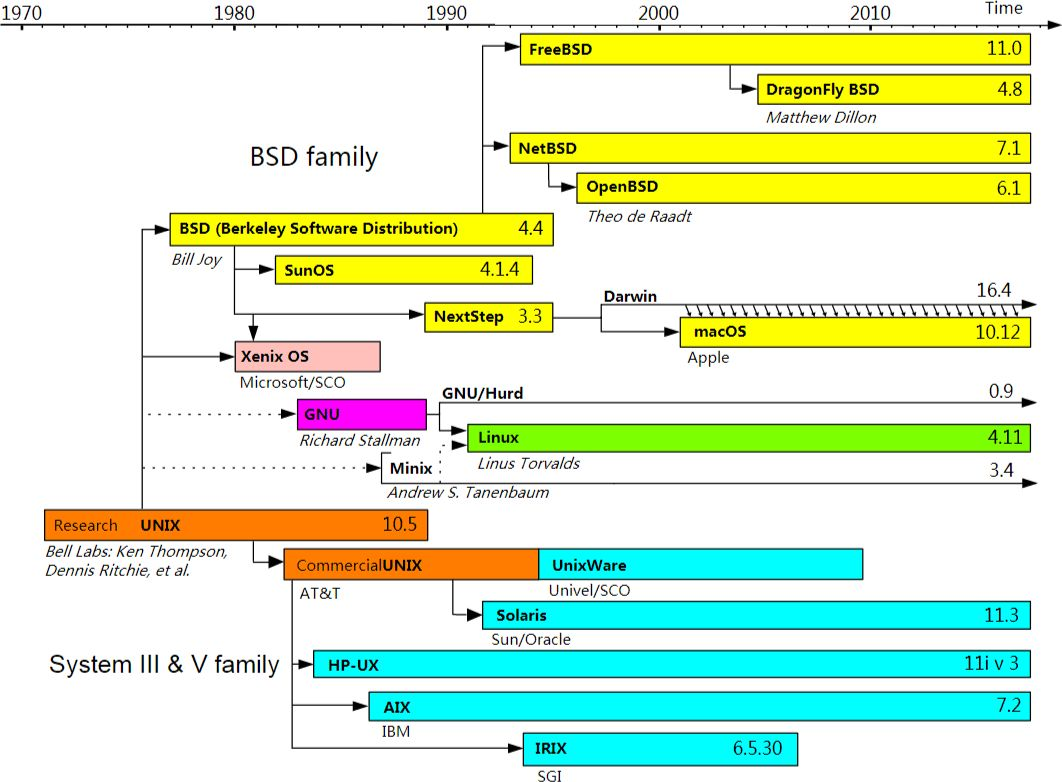 1970 1980 1990 2000 2010 Time
FreeBSD 11.0
DragonFly BSD 4.8
Matthew Dillon
BSD family
NetBSD 7.1
OpenBSD 6.1
Theo de Raadt
BSD (Berkeley Software Distribution) 4.4
Bill Joy
SunOS 4.1.4
Darwin 16.4
NextStep 3.3
macOS 10.12
Apple
Xenix OS
Microsoft/SCO
GNU/Hurd 0.9
GNU
Richard Stallman
Linux 4.11
Linus Torvalds
Minix 3.4
Andrew S. Tanenbaum
Research UNIX 10.5
Bell Labs: Ken Thompson,
Dennis Ritchie, et al.
CommercialUNIX UnixWare
AT&T Univel/SCO
Solaris 11.3
Sun/Oracle
System III & V family
HP-UX 11i v 3
AIX 7.2
IBM
IRIX 6.5.30
SGI